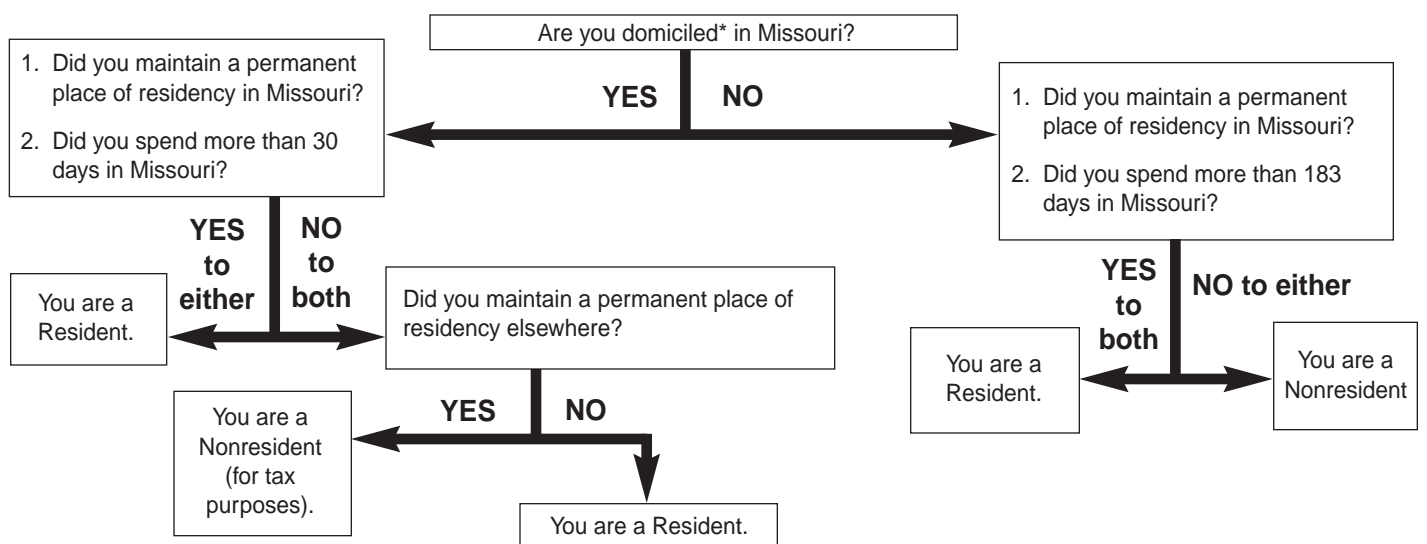 Are you domiciled* in Missouri?
YES
NO
1. Did you maintain a permanent
place of residency in Missouri?
2. Did you spend more than 30
days in Missouri?
YES
to
either
NO
to
both
You are a
Resident.
Did you maintain a permanent place of
residency elsewhere?
YES
NO
You are a
Nonresident
(for tax
purposes).
You are a Resident.
1. Did you maintain a permanent
place of residency in Missouri?
2. Did you spend more than 183
days in Missouri?
YES
to
both
NO to either
You are a
Resident.
You are a
Nonresident